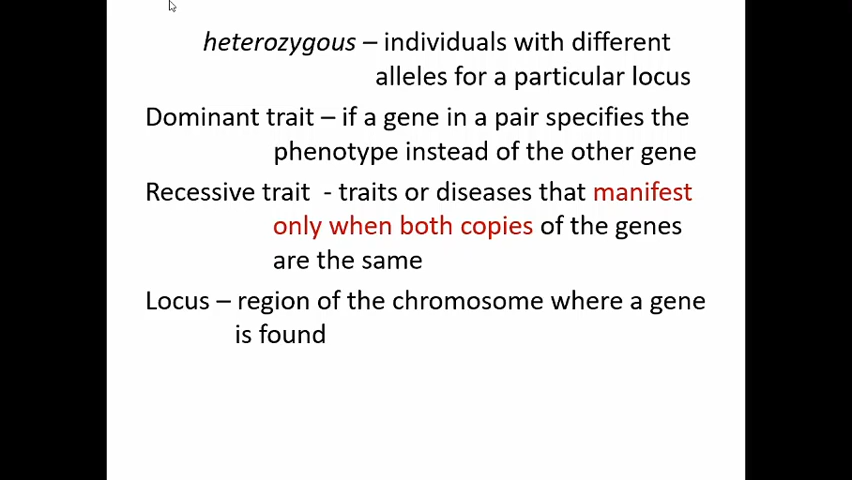 heterozygous – individuals with different
alleles for a particular locus
Dominant trait – if a gene in a pair specifies the
phenotype instead of the other gene
Recessive trait - traits or diseases that manifest
only when both copies of the genes
are the same
Locus – region of the chromosome where a gene
is found